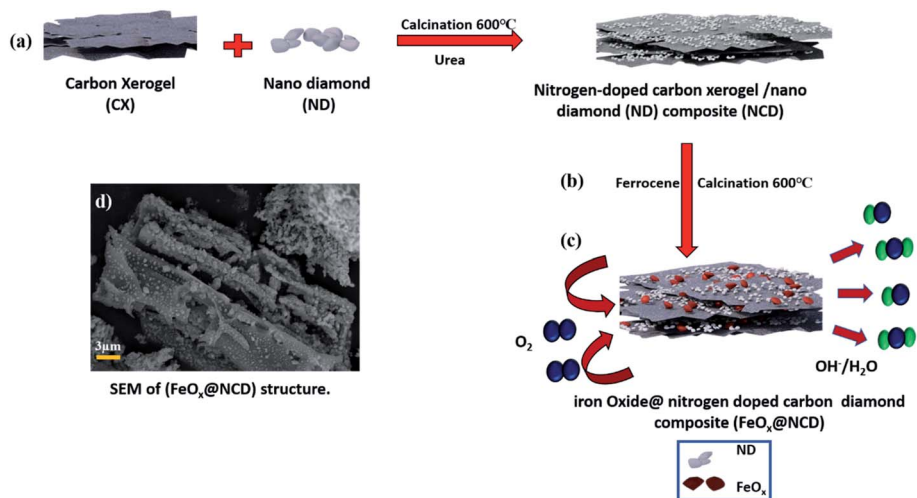 (a)
Carbon Xerogel
(CX)
Nano diamond
(ND)
Calcination 600℃
Urea
Nitrogen-doped carbon xerogel /nano
diamond (ND) composite (NCD)
(b)
Ferrocene Calcination 600℃
(c)
O₂
OH⁻/H₂O
iron Oxide@ nitrogen doped carbon diamond
composite (FeOₓ@NCD)
ND
FeOₓ
d)
3μm
SEM of (FeOₓ@NCD) structure.